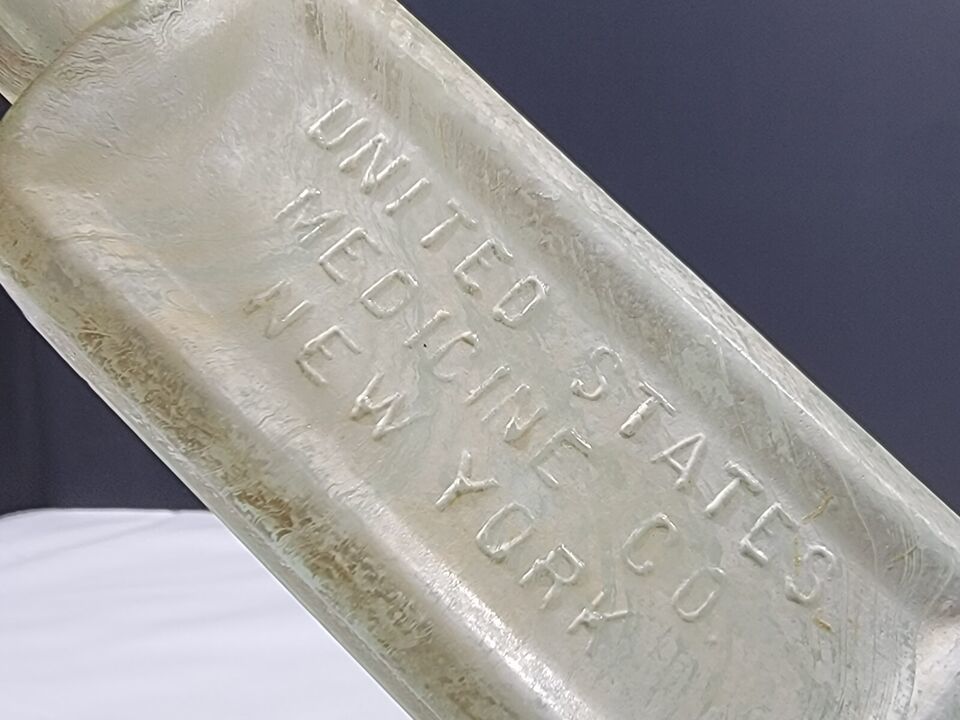 UNITED STATES
MEDICINE CO.
NEW YORK